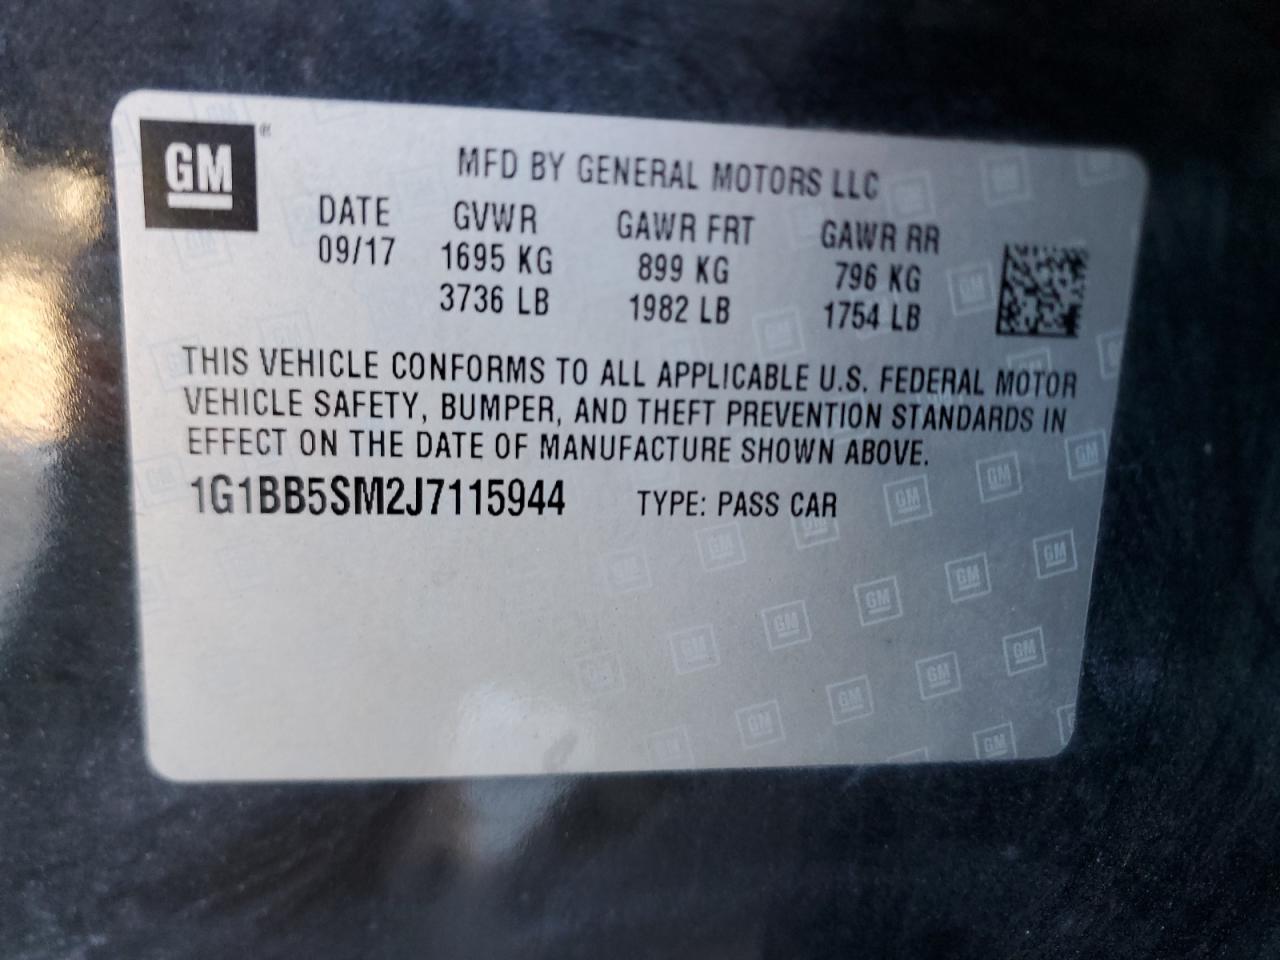 GM ®
MFD BY GENERAL MOTORS LLC
DATE GVWR GAWR FRT GAWR RR
09/17 1695 KG 899 KG 796 KG
3736 LB 1982 LB 1754 LB
THIS VEHICLE CONFORMS TO ALL APPLICABLE U.S. FEDERAL MOTOR
VEHICLE SAFETY, BUMPER, AND THEFT PREVENTION STANDARDS IN
EFFECT ON THE DATE OF MANUFACTURE SHOWN ABOVE.
1G1BB5SM2J7115944 TYPE: PASS CAR